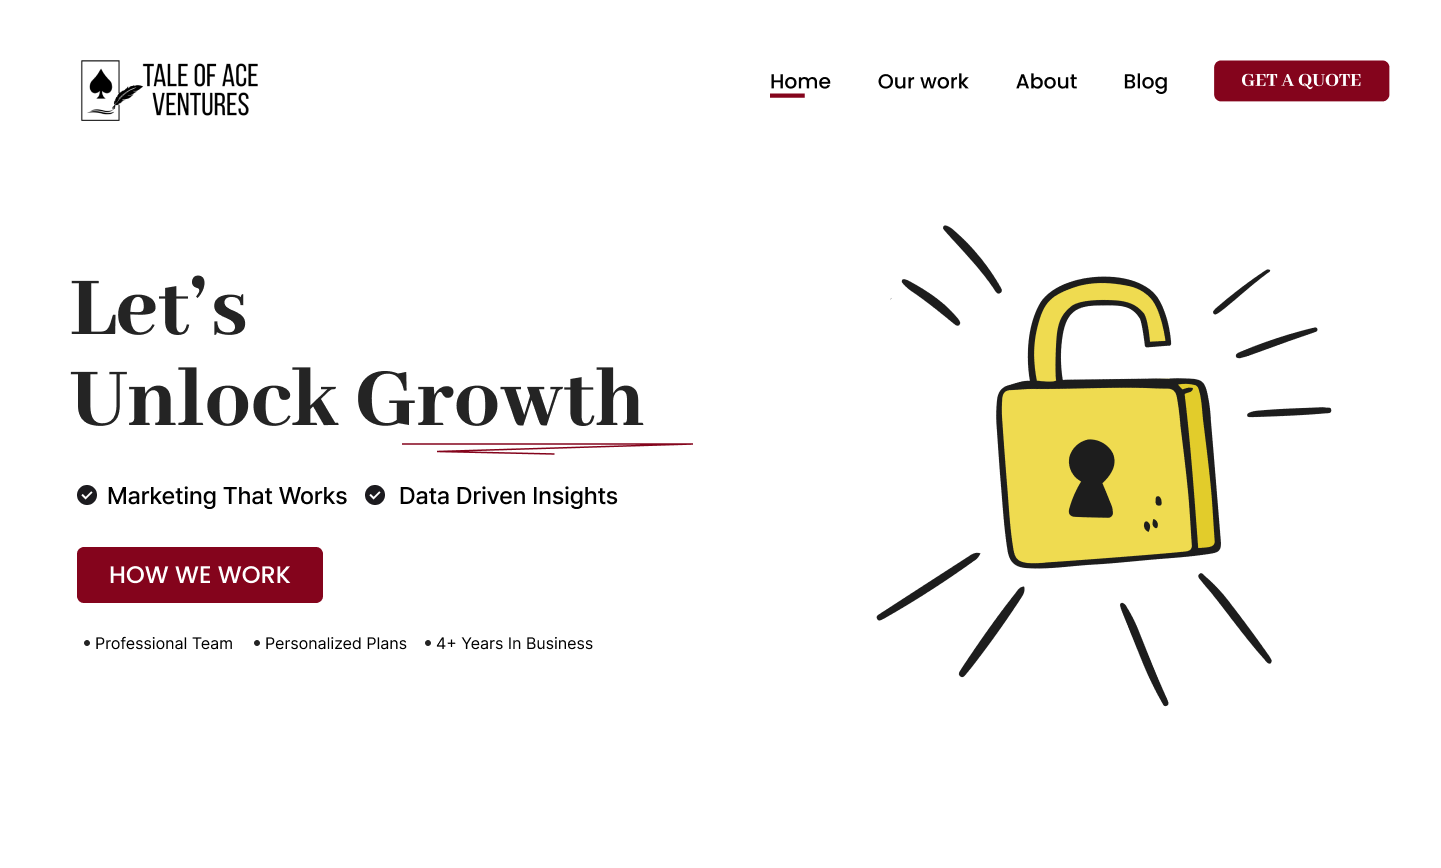 TALE OF ACE
VENTURES
Home Our work About Blog GET A QUOTE
Let’s
Unlock Growth
Marketing That Works Data Driven Insights
HOW WE WORK
• Professional Team • Personalized Plans • 4+ Years In Business